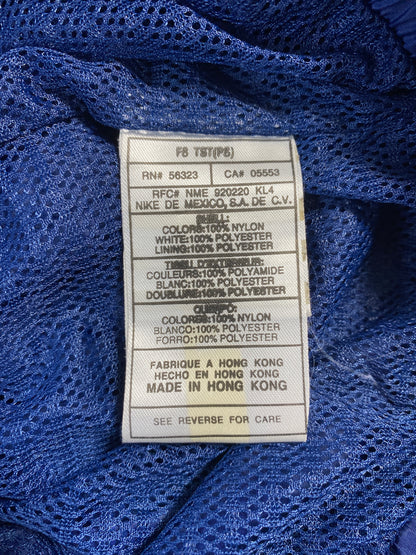 F5 TST(PS)
RN# 56323 CA# 05553
RFC# NME 920220 KL4
NIKE DE MEXICO, S.A. DE C.V.
SHELL:
COLORS:100% NYLON
WHITE:100% POLYESTER
LINING:100% POLYESTER
TISSU D'EXTERIEUR:
COULEURS:100% POLYAMIDE
BLANC:100% POLYESTER
DOUBLURE:100% POLYESTER
CUERPO:
COLORES:100% NYLON
BLANCO:100% POLYESTER
FORRO:100% POLYESTER
FABRIQUE A HONG KONG
HECHO EN HONG KONG
MADE IN HONG KONG
SEE REVERSE FOR CARE